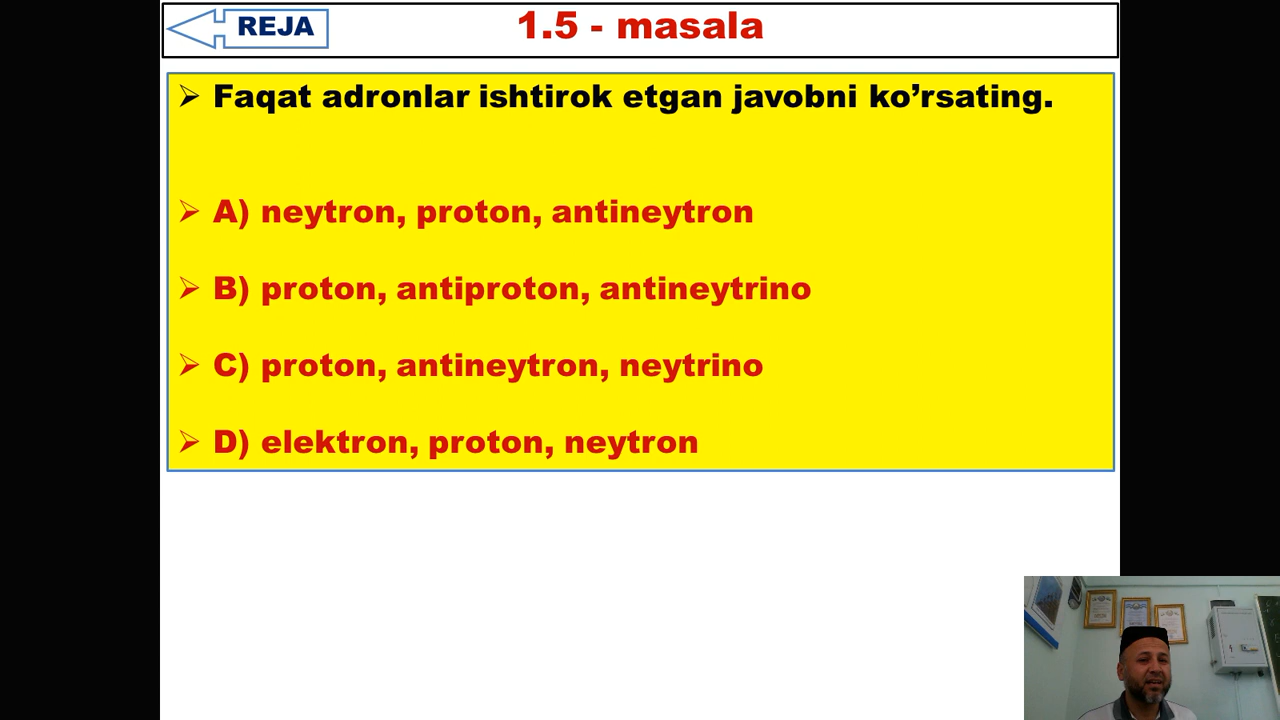 REJA
1.5 - masala
Faqat adronlar ishtirok etgan javobni ko’rsating.
A) neytron, proton, antineytron
B) proton, antiproton, antineytrino
C) proton, antineytron, neytrino
D) elektron, proton, neytron